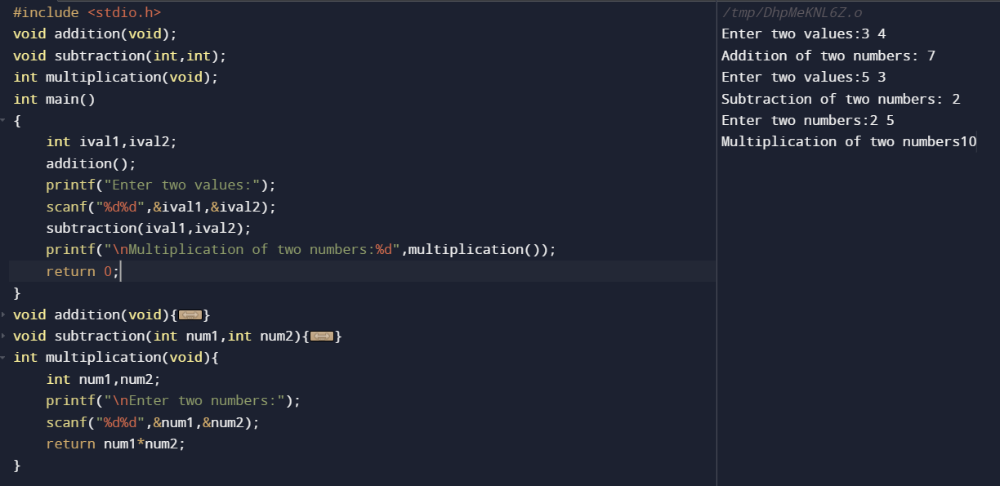 #include <stdio.h>
void addition(void);
void subtraction(int,int);
int multiplication(void);
int main()
{
    int ival1,ival2;
    addition();
    printf("Enter two values:");
    scanf("%d%d",&ival1,&ival2);
    subtraction(ival1,ival2);
    printf("\nMultiplication of two numbers:%d",multiplication());
    return 0;
}
void addition(void){}
void subtraction(int num1,int num2){}
int multiplication(void){
    int num1,num2;
    printf("\nEnter two numbers:");
    scanf("%d%d",&num1,&num2);
    return num1*num2;
}
/tmp/DhpMeKNL6Z.o
Enter two values:3 4
Addition of two numbers: 7
Enter two values:5 3
Subtraction of two numbers: 2
Enter two numbers:2 5
Multiplication of two numbers10